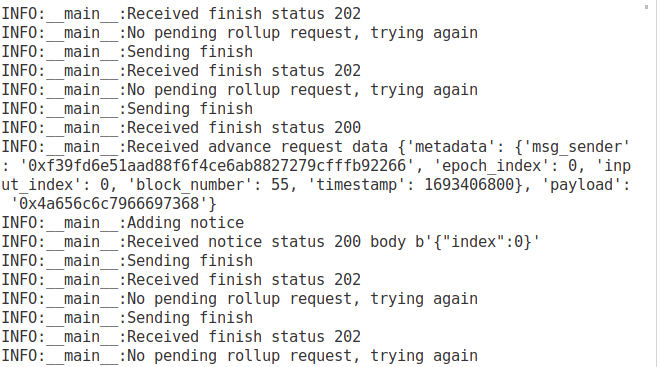 INFO:__main__:Received finish status 202
INFO:__main__:No pending rollup request, trying again
INFO:__main__:Sending finish
INFO:__main__:Received finish status 202
INFO:__main__:No pending rollup request, trying again
INFO:__main__:Sending finish
INFO:__main__:Received finish status 200
INFO:__main__:Received advance request data {'metadata': {'msg_sender'
: '0xf39fd6e51aad88f6f4ce6ab8827279cfffb92266', 'epoch_index': 0, 'inp
ut_index': 0, 'block_number': 55, 'timestamp': 1693406800}, 'payload':
 '0x4a656c6c7966697368'}
INFO:__main__:Adding notice
INFO:__main__:Received notice status 200 body b'{"index":0}'
INFO:__main__:Sending finish
INFO:__main__:Received finish status 202
INFO:__main__:No pending rollup request, trying again
INFO:__main__:Sending finish
INFO:__main__:Received finish status 202
INFO:__main__:No pending rollup request, trying again